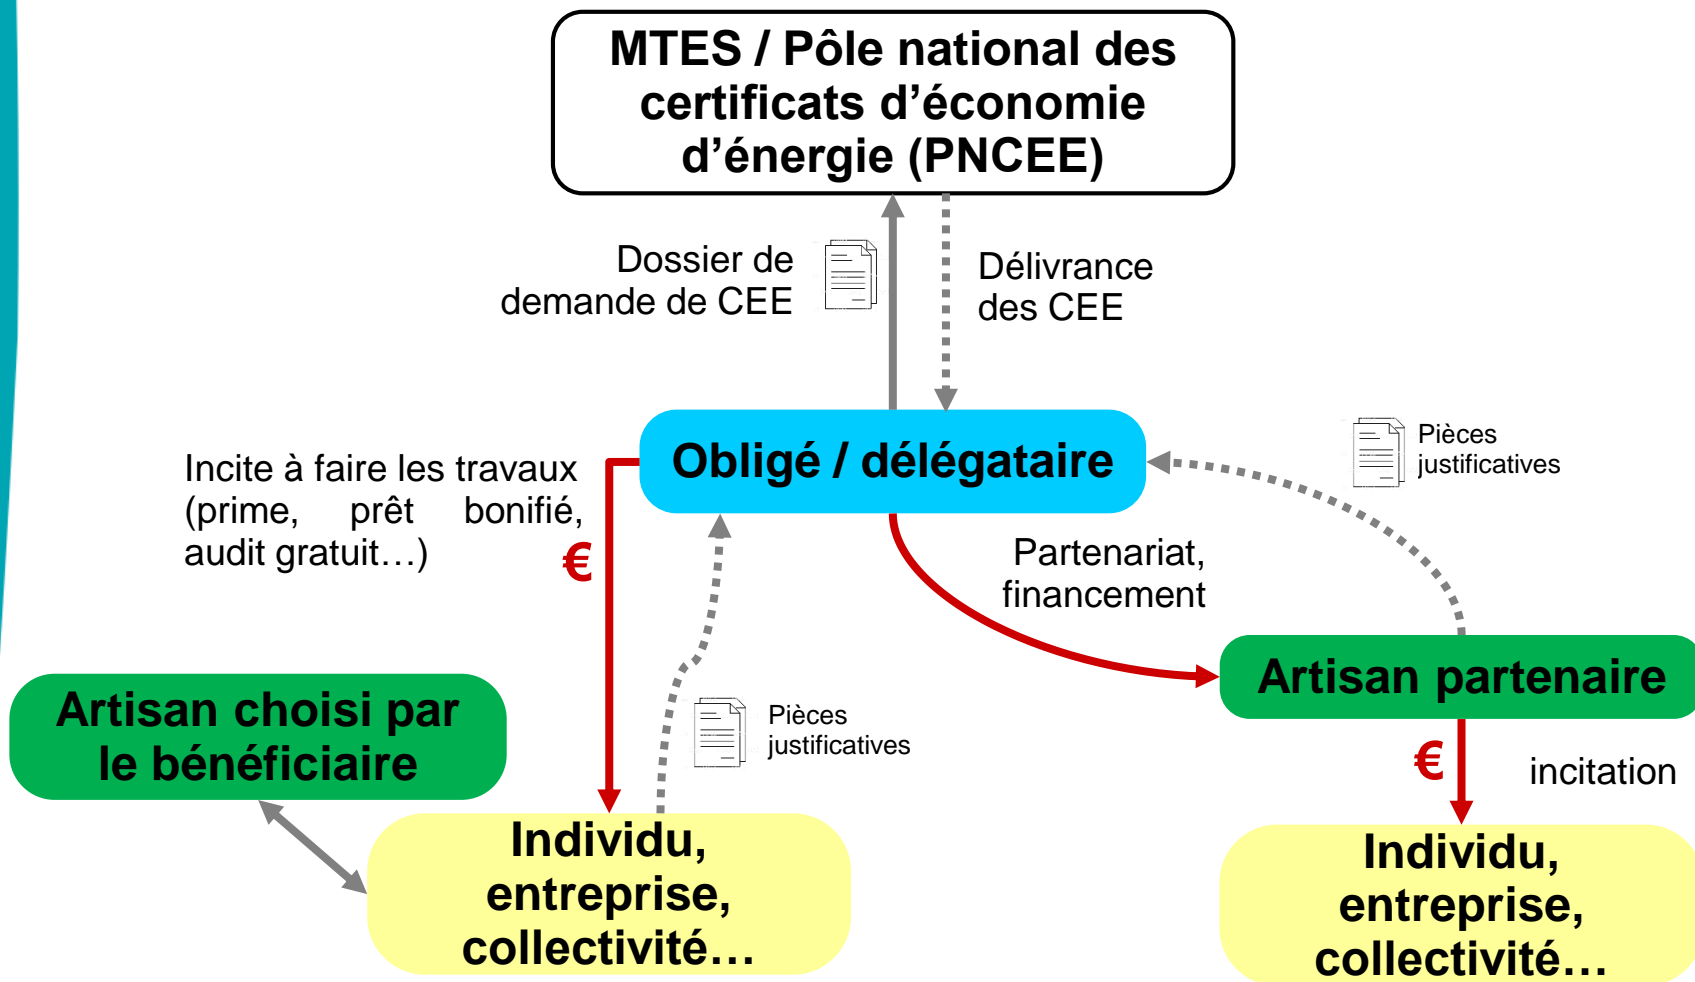 MTES / Pôle national des
certificats d’économie
d’énergie (PNCEE)
Dossier de
demande de CEE
Délivrance
des CEE
Obligé / délégataire
Pièces
justificatives
Incite à faire les travaux
(prime, prêt bonifié,
audit gratuit…)
€
Partenariat,
financement
Artisan partenaire
Artisan choisi par
le bénéficiaire
Pièces
justificatives
€
incitation
Individu,
entreprise,
collectivité…
Individu,
entreprise,
collectivité…